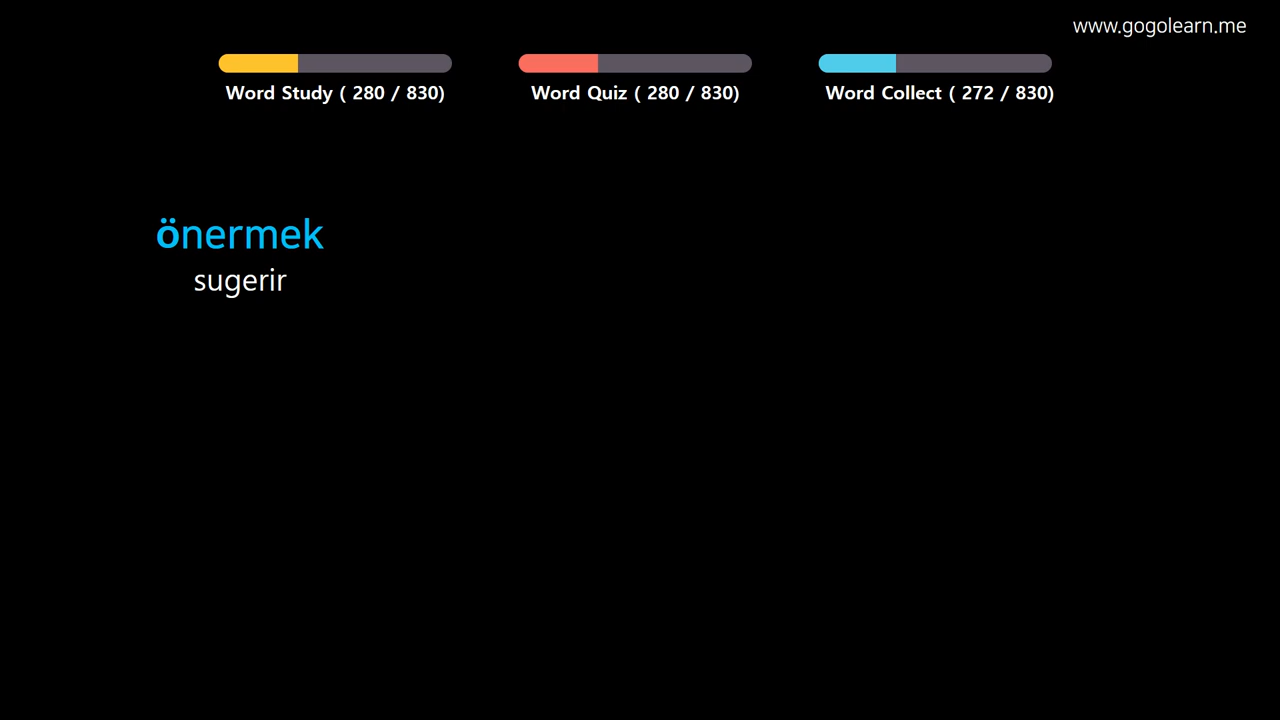 www.gogolearn.me
Word Study ( 280 / 830)
Word Quiz ( 280 / 830)
Word Collect ( 272 / 830)
önermek
sugerir